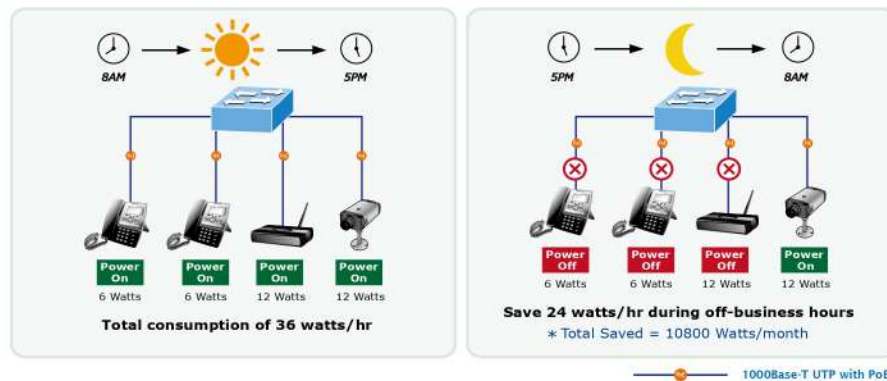 8AM
5PM
Power
On
6 Watts
Power
On
6 Watts
Power
On
12 Watts
Power
On
12 Watts
Total consumption of 36 watts/hr
5PM
8AM
Power
Off
6 Watts
Power
Off
6 Watts
Power
Off
12 Watts
Power
On
12 Watts
Save 24 watts/hr during off-business hours
* Total Saved = 10800 Watts/month
1000Base-T UTP with PoE